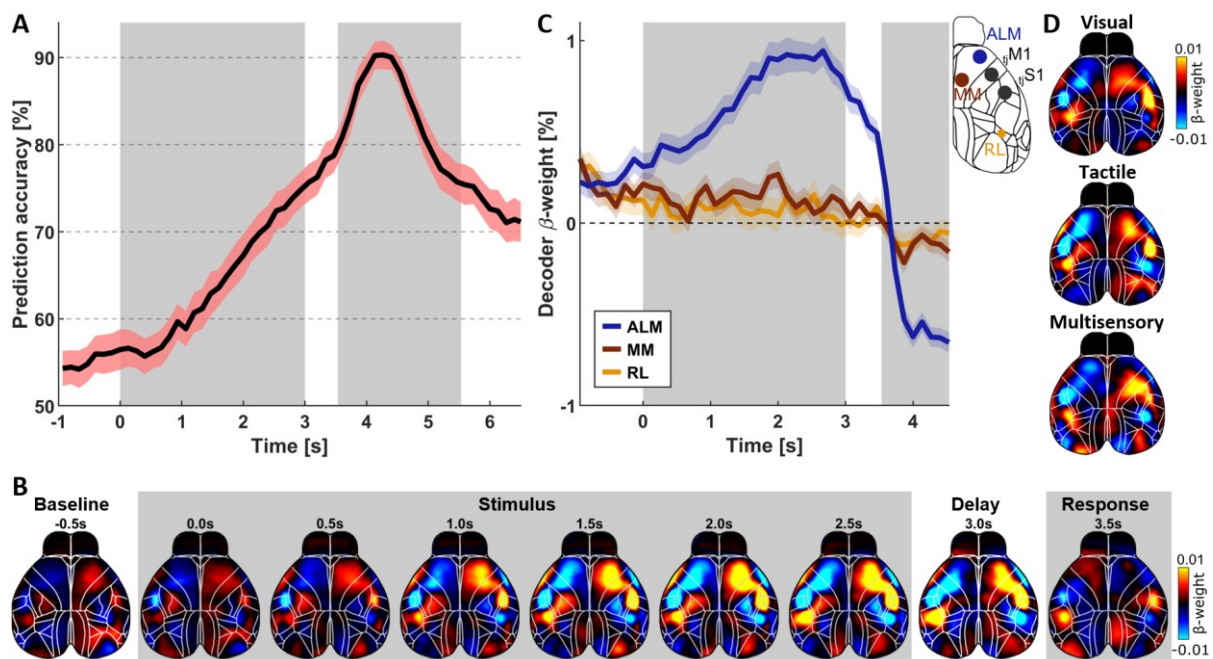 A
Prediction accuracy [%]
90
80
70
60
50
-1 0 1 2 3 4 5 6
Time [s]
C
Decoder β-weight [%]
1
0
-1
0 1 2 3 4
Time [s]
ALM
MM
RL
ALM
tjM1
tjS1
MM
RL
D
Visual
0.01
β-weight
-0.01
Tactile
Multisensory
B
Baseline Stimulus Delay Response
-0.5s 0.0s 0.5s 1.0s 1.5s 2.0s 2.5s 3.0s 3.5s
0.01
β-weight
-0.01